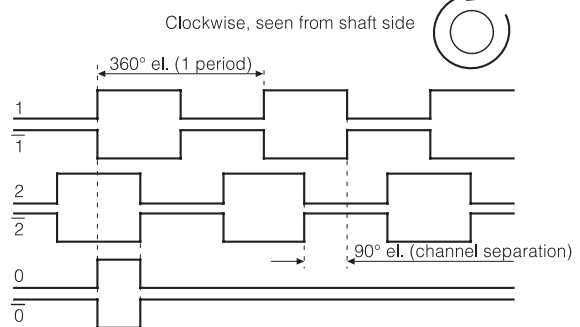 Clockwise, seen from shaft side
360° el. (1 period)
1
1̅
2
2̅
90° el. (channel separation)
0
0̅